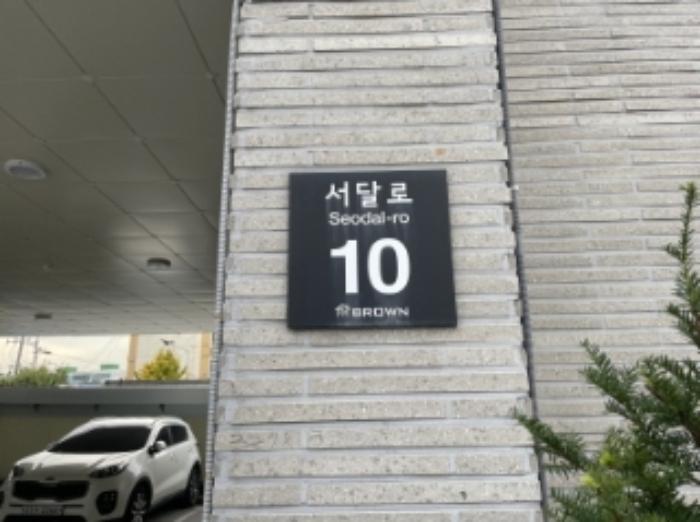 서달로
Seodal-ro
10
BROWN